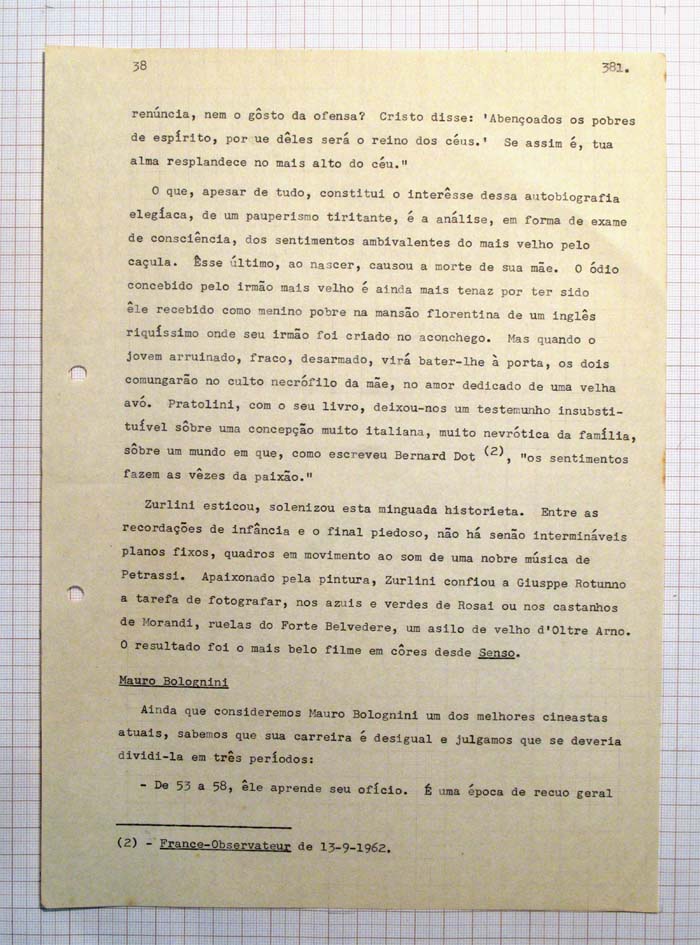 38 381.
renúncia, nem o gôsto da ofensa? Cristo disse: 'Abençoados os pobres
de espírito, por ue dêles será o reino dos céus.' Se assim é, tua
alma resplandece no mais alto do céu."
O que, apesar de tudo, constitui o interêsse dessa autobiografia
elegíaca, de um pauperismo tiritante, é a análise, em forma de exame
de consciência, dos sentimentos ambivalentes do mais velho pelo
caçula. Êsse último, ao nascer, causou a morte de sua mãe. O ódio
concebido pelo irmão mais velho é ainda mais tenaz por ter sido
êle recebido como menino pobre na mansão florentina de um inglês
riquíssimo onde seu irmão foi criado no aconchego. Mas quando o
jovem arruinado, fraco, desarmado, virá bater-lhe à porta, os dois
comungarão no culto necrófilo da mãe, no amor dedicado de uma velha
avó. Pratolini, com o seu livro, deixou-nos um testemunho insubsti-
tuível sôbre uma concepção muito italiana, muito nevrótica da família,
sôbre um mundo em que, como escreveu Bernard Dot (2), "os sentimentos
fazem as vêzes da paixão."
Zurlini esticou, solenizou esta minguada historieta. Entre as
recordações de infância e o final piedoso, não há senão intermináveis
planos fixos, quadros em movimento ao som de uma nobre música de
Petrassi. Apaixonado pela pintura, Zurlini confiou a Giusppe Rotunno
a tarefa de fotografar, nos azuis e verdes de Rosai ou nos castanhos
de Morandi, ruelas do Forte Belvedere, um asilo de velho d'Oltre Arno.
O resultado foi o mais belo filme em côres desde Senso.
Mauro Bolognini
Ainda que consideremos Mauro Bolognini um dos melhores cineastas
atuais, sabemos que sua carreira é desigual e julgamos que se deveria
dividi-la em três períodos:
- De 53 a 58, êle aprende seu ofício. É uma época de recuo geral
(2) - France-Observateur de 13-9-1962.